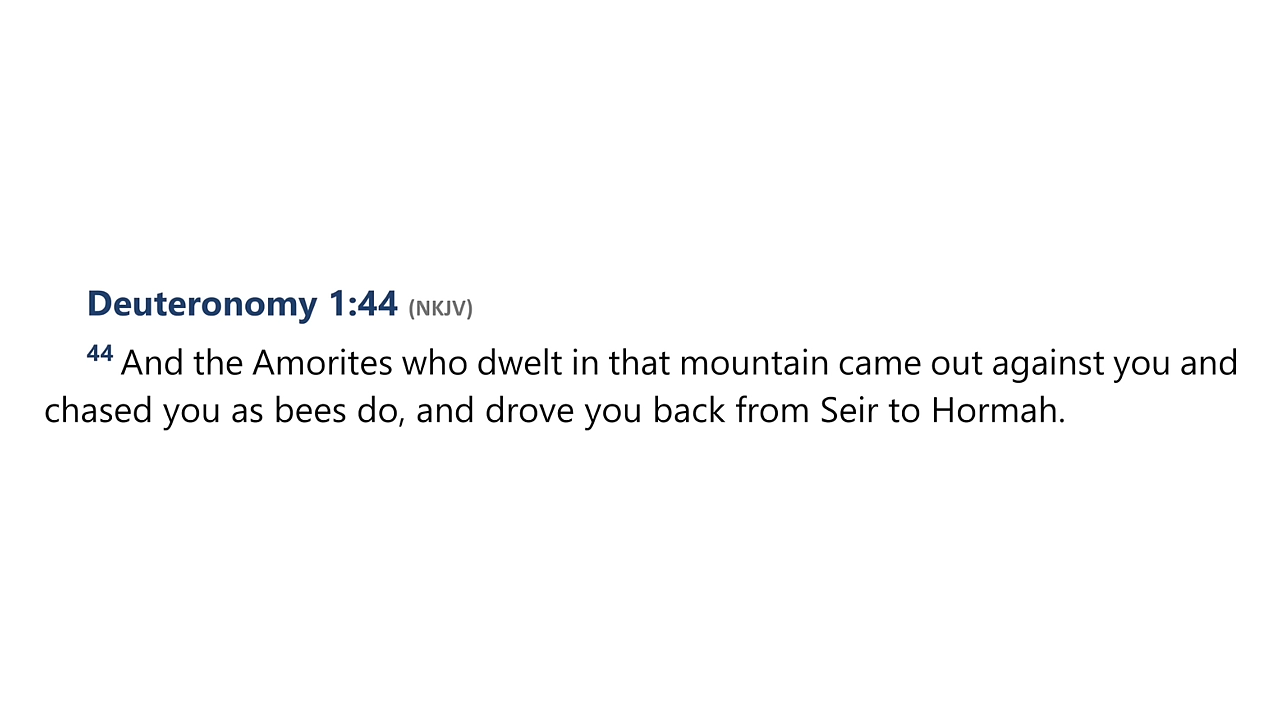 Deuteronomy 1:44 (NKJV)
44 And the Amorites who dwelt in that mountain came out against you and
chased you as bees do, and drove you back from Seir to Hormah.